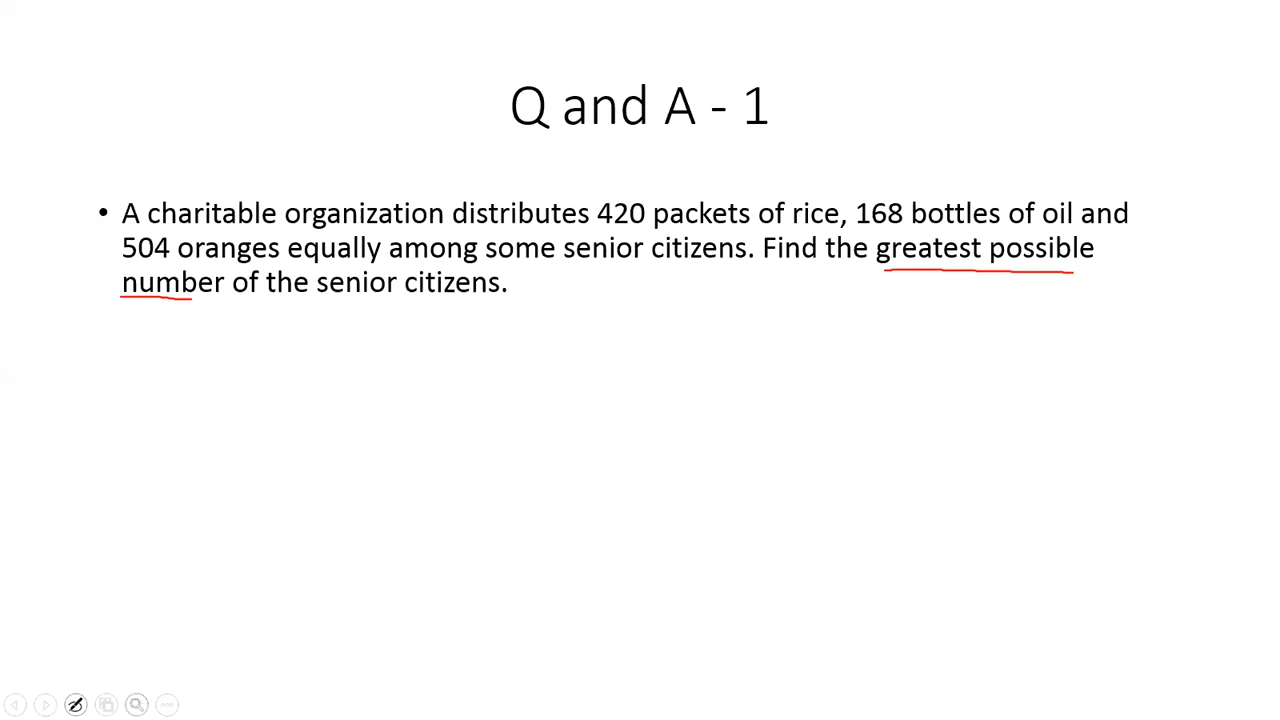 Q and A - 1
• A charitable organization distributes 420 packets of rice, 168 bottles of oil and
504 oranges equally among some senior citizens. Find the greatest possible
number of the senior citizens.